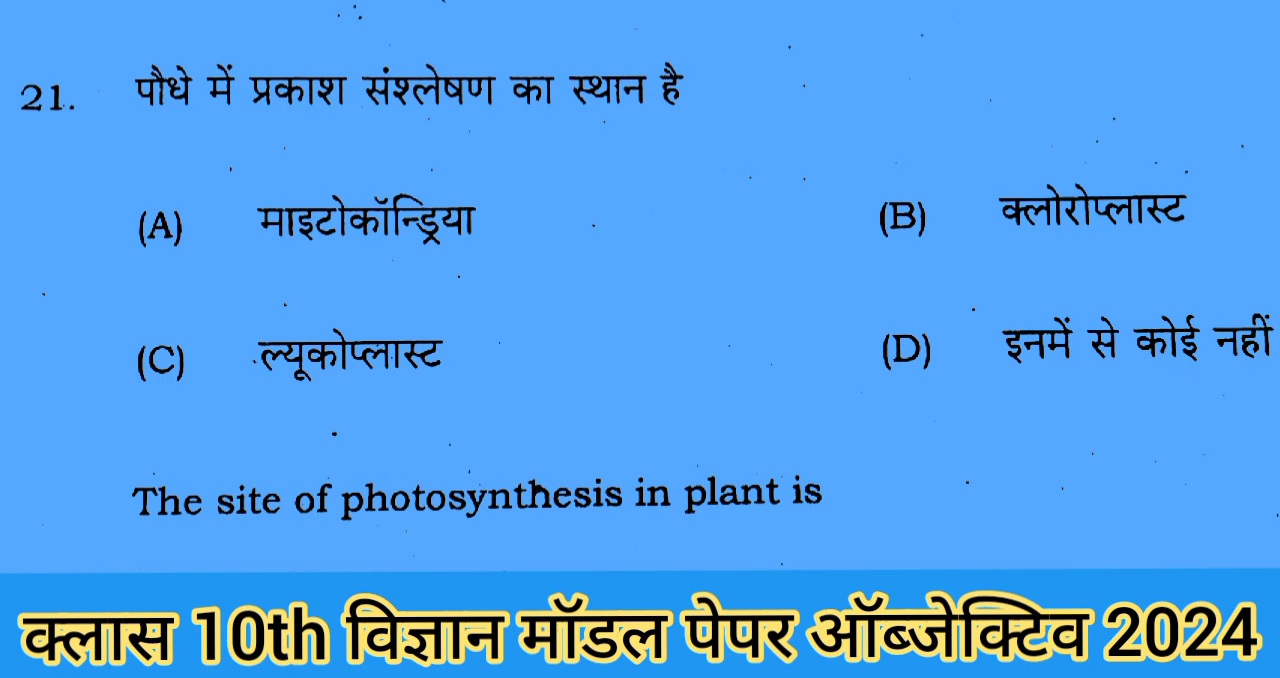 21. पौधे में प्रकाश संश्लेषण का स्थान है
(A) माइटोकॉन्ड्रिया (B) क्लोरोप्लास्ट
(C) ल्यूकोप्लास्ट (D) इनमें से कोई नहीं
The site of photosynthesis in plant is
क्लास 10th विज्ञान मॉडल पेपर ऑब्जेक्टिव 2024